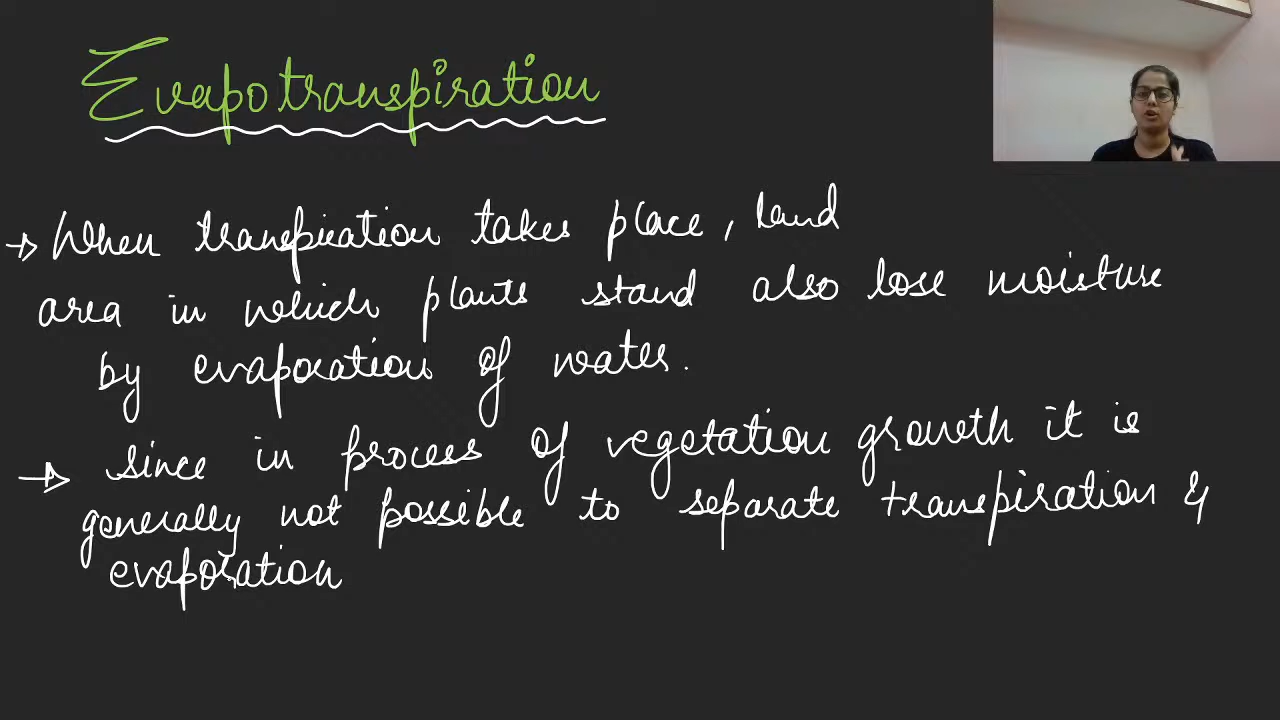 Evapotranspiration
→ When transpiration takes place, land
area in which plants stand also lose moisture
by evaporation of water.
→ since in process of vegetation growth it is
generally not possible to separate transpiration &
evaporation